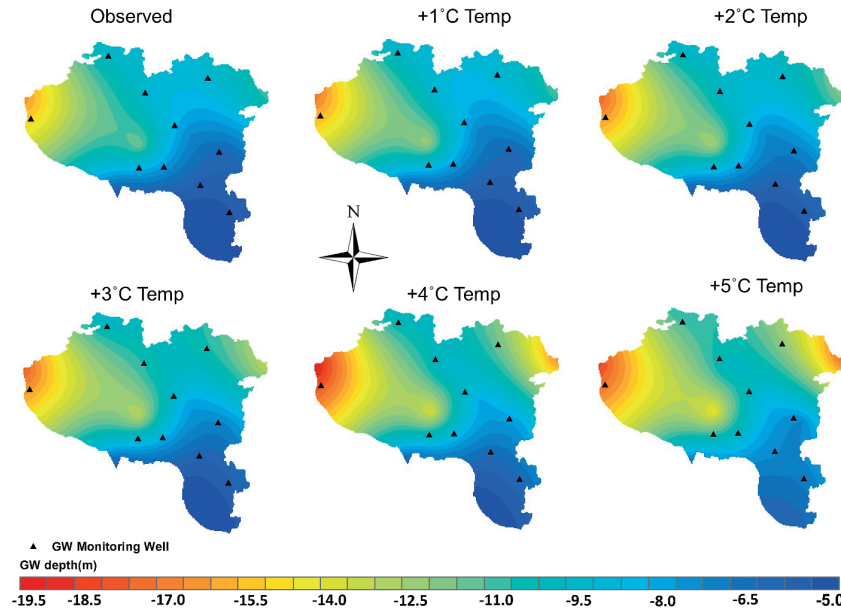 Observed
+1°C Temp
+2°C Temp
N
+3°C Temp
+4°C Temp
+5°C Temp
GW Monitoring Well
GW depth(m)
-19.5 -18.5 -17.0 -15.5 -14.0 -12.5 -11.0 -9.5 -8.0 -6.5 -5.0